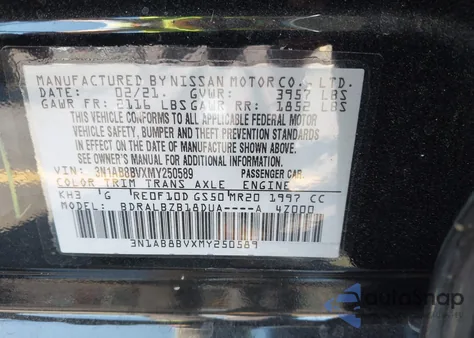 MANUFACTURED BY NISSAN MOTOR CO., LTD.
DATE: 02/21. GVWR: 3957 LBS
GAWR FR: 2116 LBS GAWR RR: 1852 LBS
THIS VEHICLE CONFORMS TO ALL APPLICABLE FEDERAL MOTOR
VEHICLE SAFETY, BUMPER AND THEFT PREVENTION STANDARDS
IN EFFECT ON THE DATE OF MANUFACTURE SHOWN ABOVE.
SEE OWNER'S MANUAL FOR ADDITIONAL INFORMATION.
VIN: 3N1AB8BVXMY250589 PASSENGER CAR
COLOR TRIM TRANS AXLE ENGINE
KH3 G RE0F10D GS50 MR20 1997 CC
MODEL: BDRALBZB18DUA----A 4Z000
3N1AB8BVXMY250589
autosnap